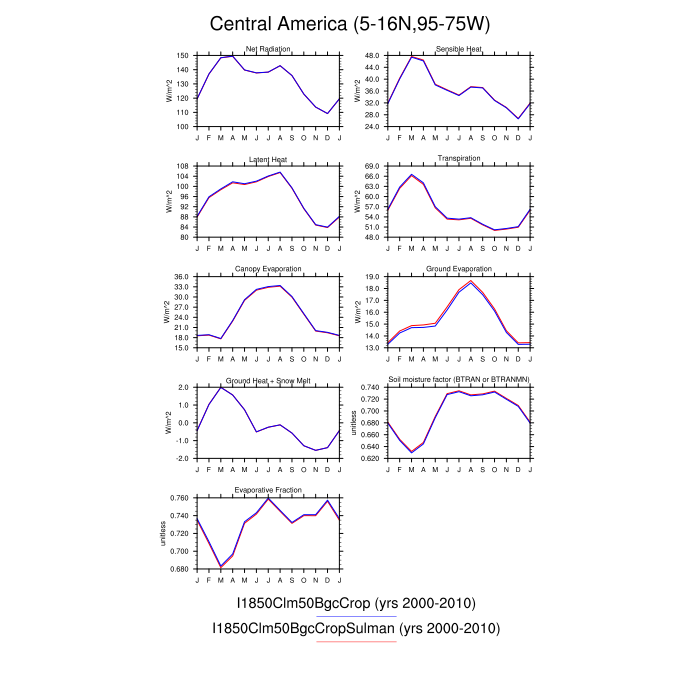 Central America (5-16N,95-75W)
Net Radiation
W/m^2
150
140
130
120
110
100
J F M A M J J A S O N D J
Sensible Heat
W/m^2
48.0
44.0
40.0
36.0
32.0
28.0
24.0
J F M A M J J A S O N D J
Latent Heat
W/m^2
108
104
100
96
92
88
84
80
J F M A M J J A S O N D J
Transpiration
W/m^2
69.0
66.0
63.0
60.0
57.0
54.0
51.0
48.0
J F M A M J J A S O N D J
Canopy Evaporation
W/m^2
36.0
33.0
30.0
27.0
24.0
21.0
18.0
15.0
J F M A M J J A S O N D J
Ground Evaporation
W/m^2
19.0
18.0
17.0
16.0
15.0
14.0
13.0
J F M A M J J A S O N D J
Ground Heat + Snow Melt
W/m^2
2.0
1.0
0.0
-1.0
-2.0
J F M A M J J A S O N D J
Soil moisture factor (BTRAN or BTRANMN)
unitless
0.740
0.720
0.700
0.680
0.660
0.640
0.620
J F M A M J J A S O N D J
Evaporative Fraction
unitless
0.760
0.740
0.720
0.700
0.680
J F M A M J J A S O N D J
I1850Clm50BgcCrop (yrs 2000-2010)
I1850Clm50BgcCropSulman (yrs 2000-2010)